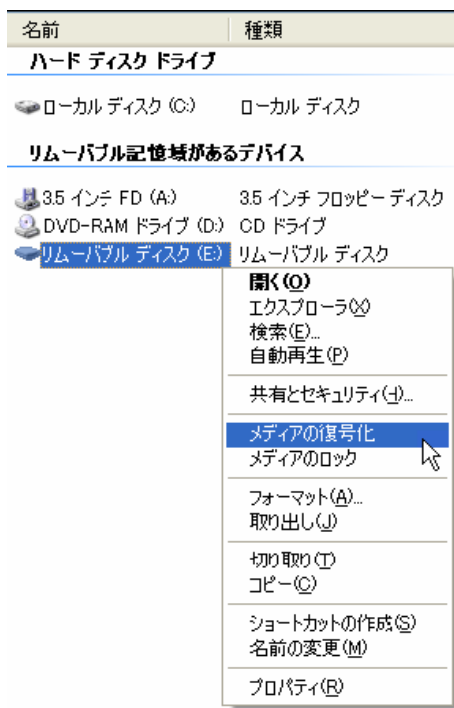 名前 種類
ハード ディスク ドライブ
ローカル ディスク (C:) ローカル ディスク
リムーバブル記憶域があるデバイス
3.5 インチ FD (A:) 3.5 インチ フロッピー ディスク
DVD-RAM ドライブ (D:) CD ドライブ
リムーバブル ディスク (E:) リムーバブル ディスク
開く(O)
エクスプローラ(X)
検索(E)...
自動再生(P)
共有とセキュリティ(H)...
メディアの復号化
メディアのロック
フォーマット(A)...
取り出し(J)
切り取り(T)
コピー(C)
ショートカットの作成(S)
名前の変更(M)
プロパティ(R)